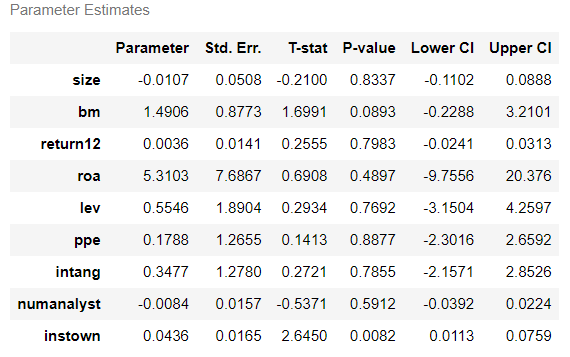 Parameter Estimates
Parameter Std. Err. T-stat P-value Lower CI Upper CI
size -0.0107 0.0508 -0.2100 0.8337 -0.1102 0.0888
bm 1.4906 0.8773 1.6991 0.0893 -0.2288 3.2101
return12 0.0036 0.0141 0.2555 0.7983 -0.0241 0.0313
roa 5.3103 7.6867 0.6908 0.4897 -9.7556 20.376
lev 0.5546 1.8904 0.2934 0.7692 -3.1504 4.2597
ppe 0.1788 1.2655 0.1413 0.8877 -2.3016 2.6592
intang 0.3477 1.2780 0.2721 0.7855 -2.1571 2.8526
numanalyst -0.0084 0.0157 -0.5371 0.5912 -0.0392 0.0224
instown 0.0436 0.0165 2.6450 0.0082 0.0113 0.0759